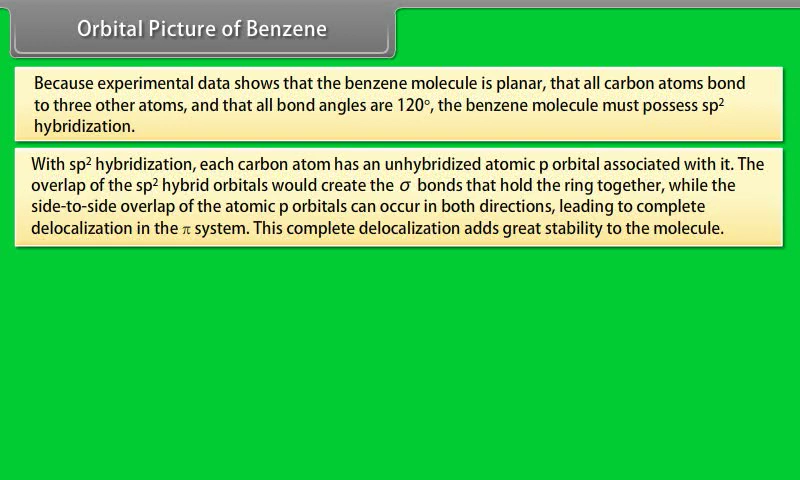 Orbital Picture of Benzene
Because experimental data shows that the benzene molecule is planar, that all carbon atoms bond
to three other atoms, and that all bond angles are 120°, the benzene molecule must possess sp²
hybridization.
With sp² hybridization, each carbon atom has an unhybridized atomic p orbital associated with it. The
overlap of the sp² hybrid orbitals would create the σ bonds that hold the ring together, while the
side-to-side overlap of the atomic p orbitals can occur in both directions, leading to complete
delocalization in the π system. This complete delocalization adds great stability to the molecule.